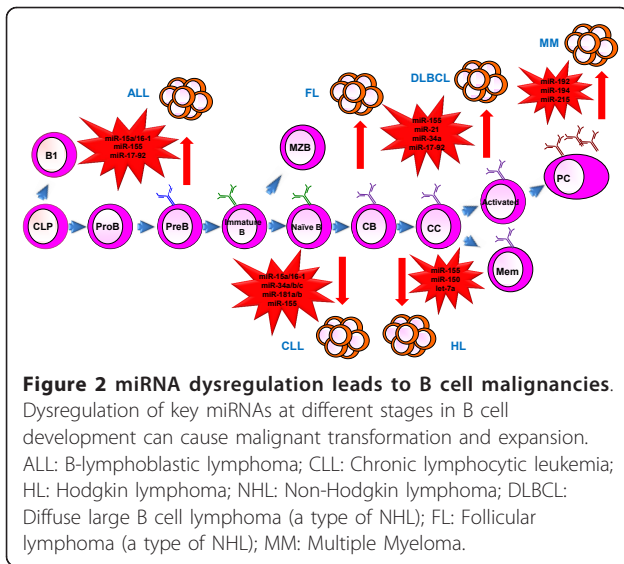 MM
ALL
FL
DLBCL
miR-192
miR-194
miR-215
miR-15a/16-1
miR-155
miR-17-92
miR-155
miR-21
miR-34a
miR-17-92
B1
MZB
PC
CLP
ProB
PreB
Immature
B
Naïve B
CB
CC
Activated
Mem
miR-15a/16-1
miR-34a/b/c
miR-181a/b
miR-155
miR-155
miR-150
let-7a
CLL
HL
Figure 2 miRNA dysregulation leads to B cell malignancies.
Dysregulation of key miRNAs at different stages in B cell
development can cause malignant transformation and expansion.
ALL: B-lymphoblastic lymphoma; CLL: Chronic lymphocytic leukemia;
HL: Hodgkin lymphoma; NHL: Non-Hodgkin lymphoma; DLBCL:
Diffuse large B cell lymphoma (a type of NHL); FL: Follicular
lymphoma (a type of NHL); MM: Multiple Myeloma.